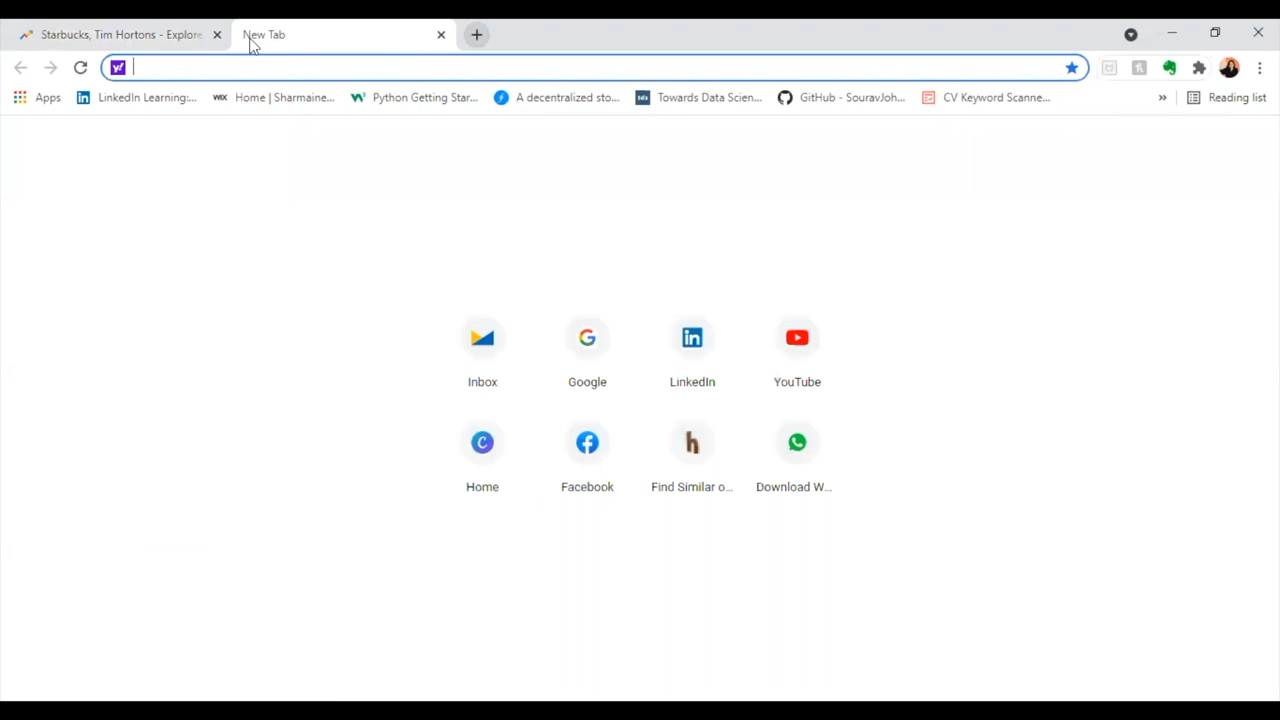 Starbucks, Tim Hortons - Explore
New Tab
Apps
LinkedIn Learning:...
WIX Home | Sharmaine...
Python Getting Star...
A decentralized sto...
Towards Data Scien...
GitHub - SouravJoh...
CV Keyword Scanne...
»
Reading list
Inbox
Google
LinkedIn
YouTube
Home
Facebook
Find Similar o...
Download W...